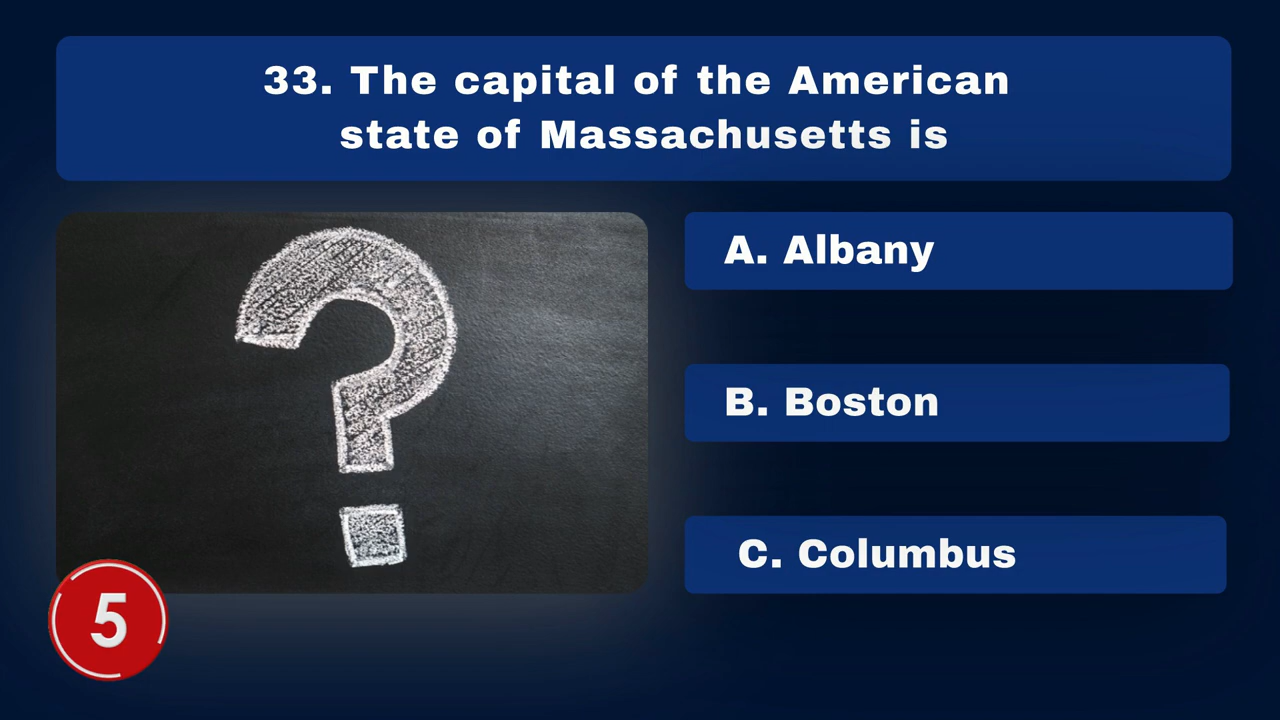 33. The capital of the American
state of Massachusetts is
A. Albany
B. Boston
C. Columbus
5